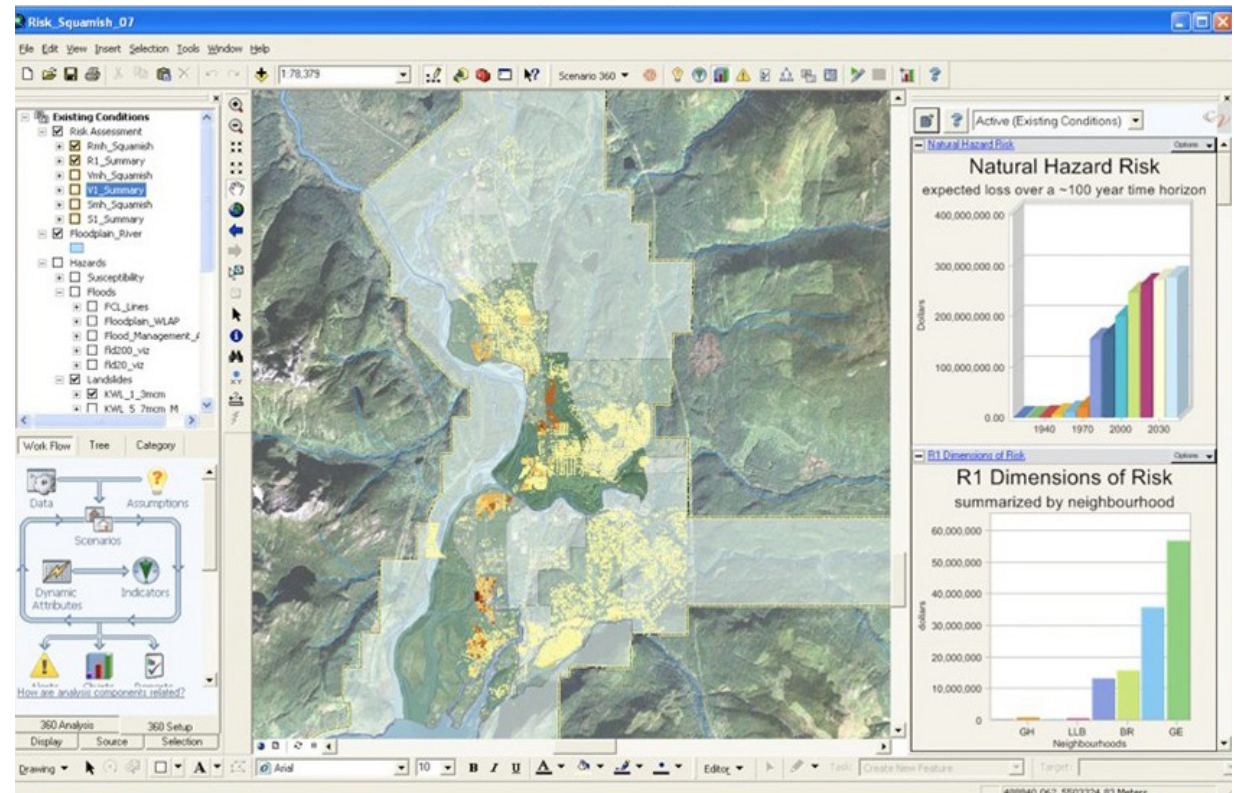 Risk_Squamish_07
File Edit View Insert Selection Tools Window Help
1:78,379
Scenario 360
Existing Conditions
Risk Assessment
Rmh_Squamish
R1_Summary
Vmh_Squamish
V1_Summary
Smh_Squamish
S1_Summary
Floodplain_River
Hazards
Susceptibility
Floods
FCL_Lines
Floodplain_WLAP
Flood_Management_A
fld200_viz
fld20_viz
Landslides
KWL_1_3mcm
KWL_5_7mcm_M
Work Flow Tree Category
Data
Assumptions
Scenarios
Dynamic Attributes
Indicators
How are analysis components related?
360 Analysis 360 Setup
Display Source Selection
Active (Existing Conditions)
Natural Hazard Risk Options
Natural Hazard Risk
expected loss over a ~100 year time horizon
400,000,000.00
300,000,000.00
200,000,000.00
100,000,000.00
0.00
Dollars
1940 1970 2000 2030
R1 Dimensions of Risk Options
R1 Dimensions of Risk
summarized by neighbourhood
60,000,000
50,000,000
40,000,000
30,000,000
20,000,000
10,000,000
0
dollars
GH LLB BR GE
Neighbourhoods
Drawing A Arial 10 B I U A Editor Task: Create New Feature Target: